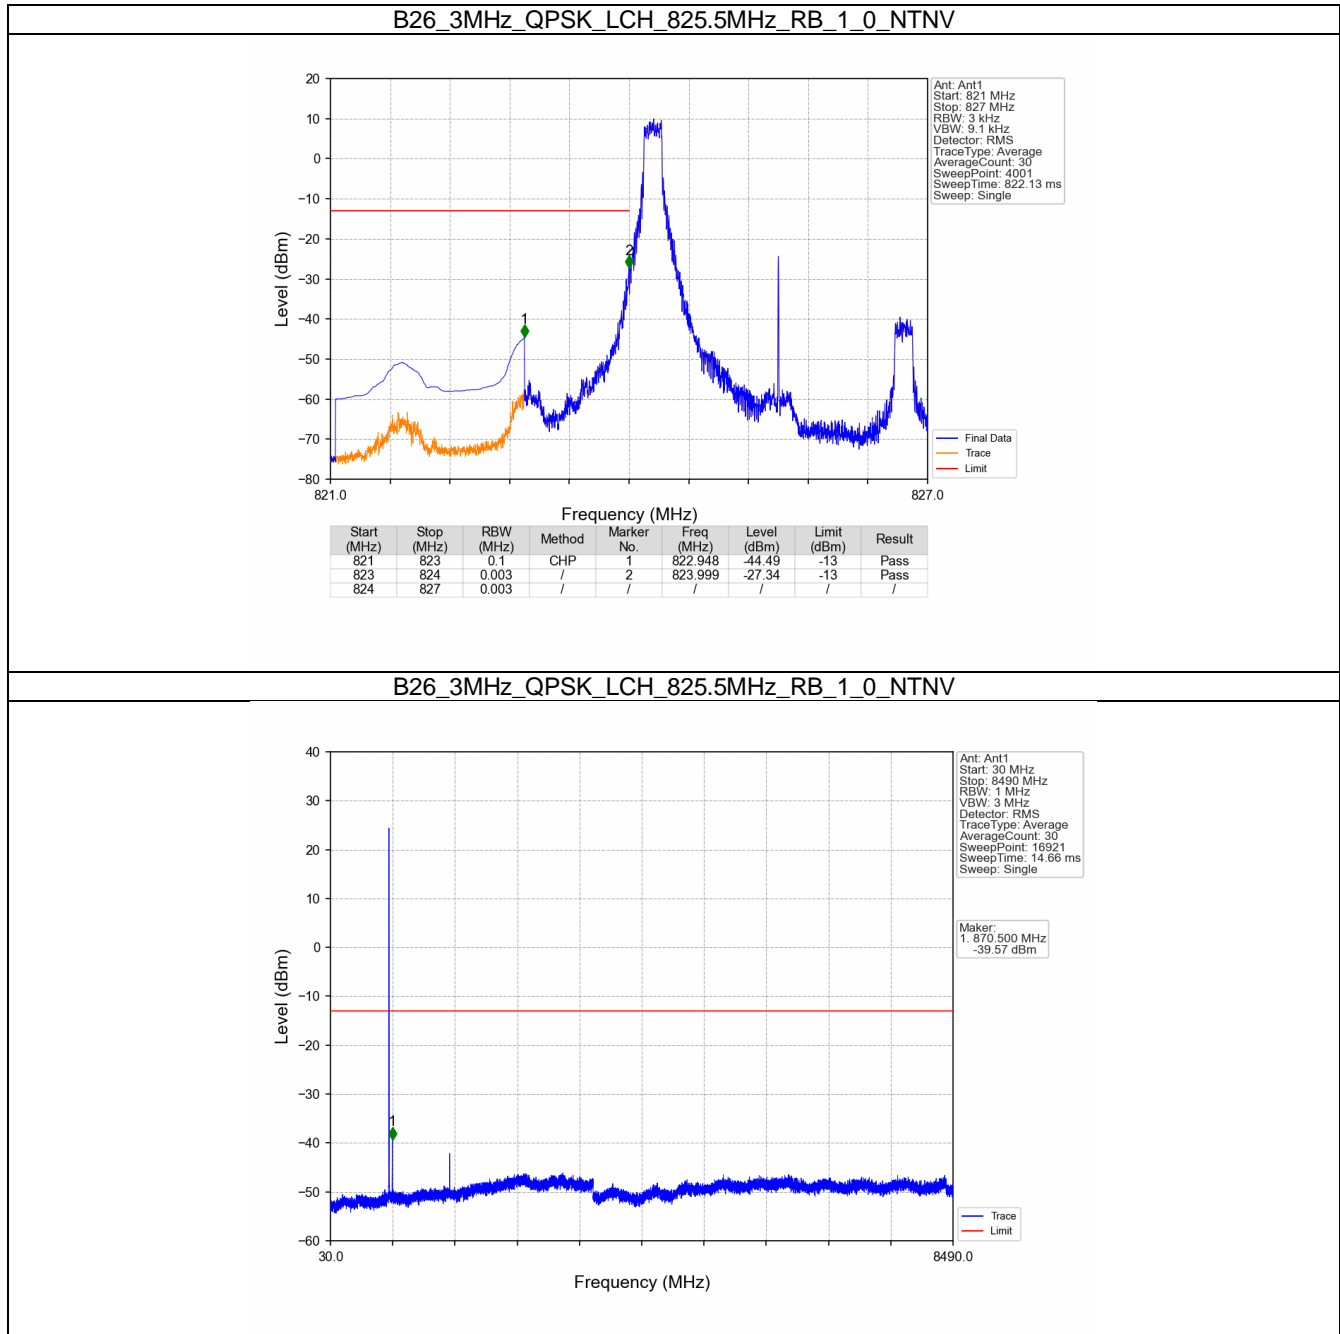 B26_3MHz_QPSK_LCH_825.5MHz_RB_1_0_NTNV
20
10
0
−10
−20
−30
−40
−50
−60
−70
−80
Level (dBm)
1
2
821.0
827.0
Frequency (MHz)
Ant: Ant1
Start: 821 MHz
Stop: 827 MHz
RBW: 3 kHz
VBW: 9.1 kHz
Detector: RMS
TraceType: Average
AverageCount: 30
SweepPoint: 4001
SweepTime: 822.13 ms
Sweep: Single
Final Data
Trace
Limit
Start (MHz) Stop (MHz) RBW (MHz) Method Marker No. Freq (MHz) Level (dBm) Limit (dBm) Result
821 823 0.1 CHP 1 822.948 -44.49 -13 Pass
823 824 0.003 / 2 823.999 -27.34 -13 Pass
824 827 0.003 / / / / / /
B26_3MHz_QPSK_LCH_825.5MHz_RB_1_0_NTNV
40
30
20
10
0
−10
−20
−30
−40
−50
−60
Level (dBm)
1
30.0
8490.0
Frequency (MHz)
Ant: Ant1
Start: 30 MHz
Stop: 8490 MHz
RBW: 1 MHz
VBW: 3 MHz
Detector: RMS
TraceType: Average
AverageCount: 30
SweepPoint: 16921
SweepTime: 14.66 ms
Sweep: Single
Maker:
1. 870.500 MHz
-39.57 dBm
Trace
Limit